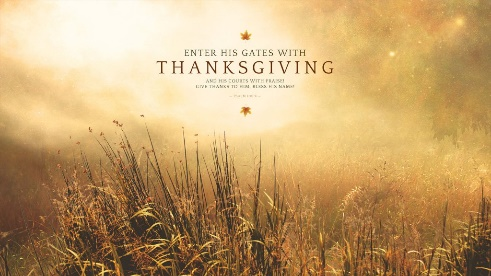 ENTER HIS GATES WITH
THANKSGIVING
AND HIS COURTS WITH PRAISE!
GIVE THANKS TO HIM, BLESS HIS NAME!